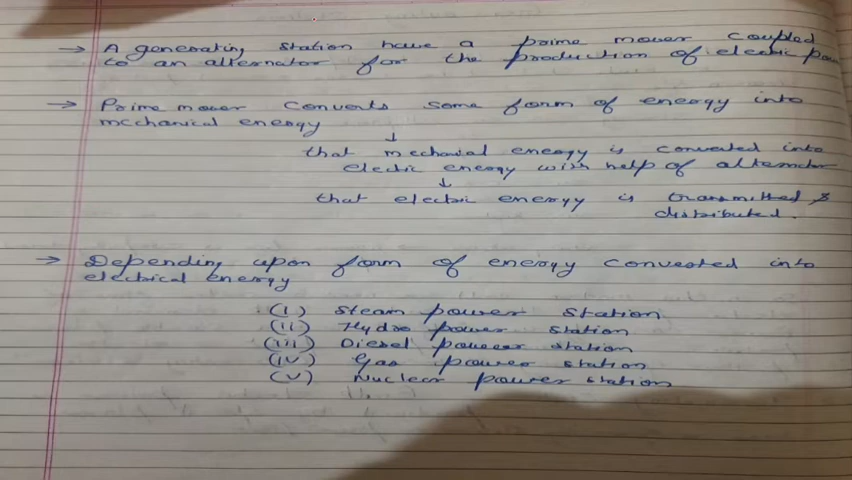 → A generating station have a prime mover coupled
to an alternator for the production of electric pow
→ Prime mover converts some form of energy into
mechanical energy
↓
that mechanical energy is converted into
electric energy with help of alternator
↓
that electric energy is transmitted &
distributed.
→ Depending upon form of energy converted into
electrical energy
(i) Steam power station
(ii) Hydro power station
(iii) Diesel power station
(iv) Gas power station
(v) Nuclear power station